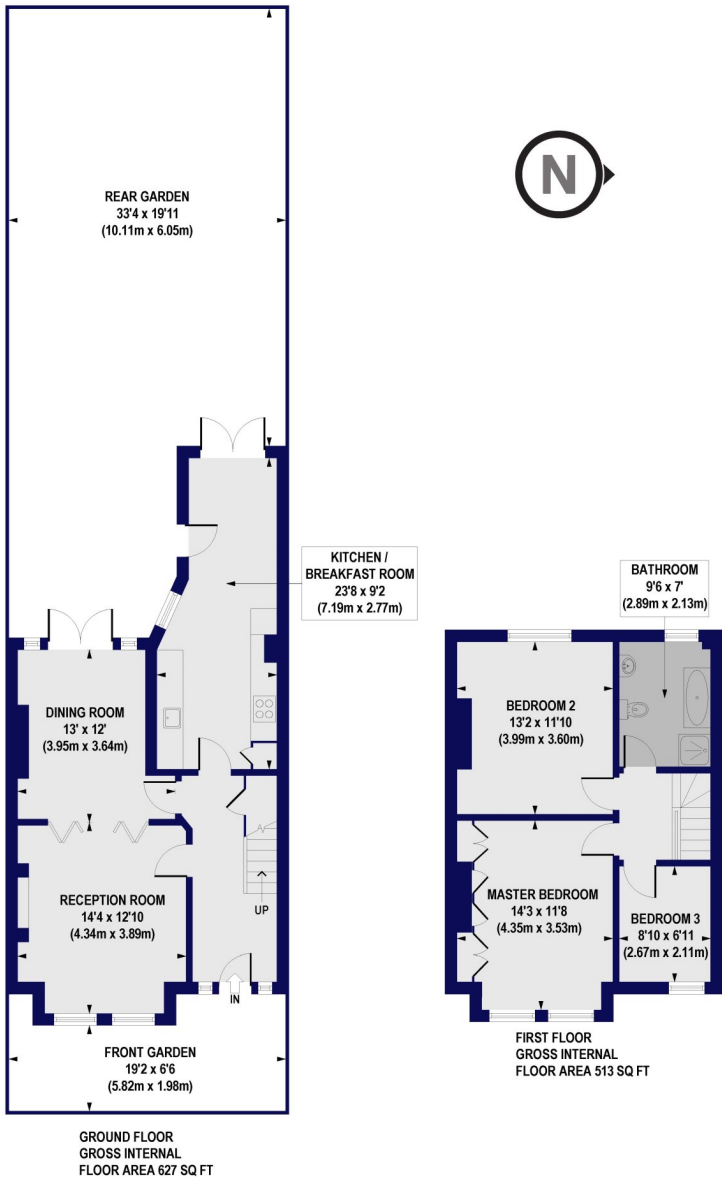 REAR GARDEN
33'4 x 19'11
(10.11m x 6.05m)
N
KITCHEN /
BREAKFAST ROOM
23'8 x 9'2
(7.19m x 2.77m)
DINING ROOM
13' x 12'
(3.95m x 3.64m)
RECEPTION ROOM
14'4 x 12'10
(4.34m x 3.89m)
UP
IN
FRONT GARDEN
19'2 x 6'6
(5.82m x 1.98m)
GROUND FLOOR
GROSS INTERNAL
FLOOR AREA 627 SQ FT
BATHROOM
9'6 x 7'
(2.89m x 2.13m)
BEDROOM 2
13'2 x 11'10
(3.99m x 3.60m)
MASTER BEDROOM
14'3 x 11'8
(4.35m x 3.53m)
BEDROOM 3
8'10 x 6'11
(2.67m x 2.11m)
FIRST FLOOR
GROSS INTERNAL
FLOOR AREA 513 SQ FT